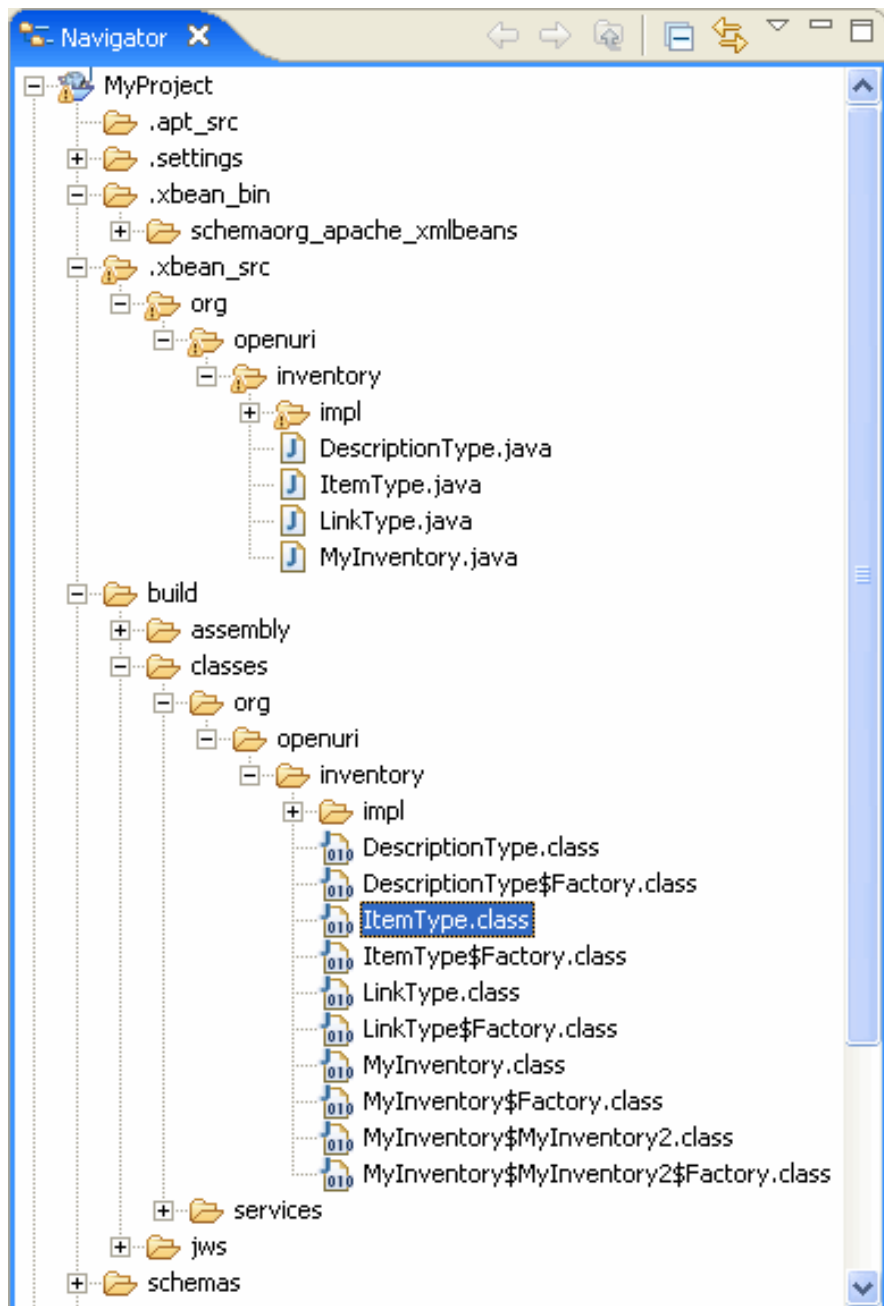 Navigator
MyProject
.apt_src
.settings
.xbean_bin
schemaorg_apache_xmlbeans
.xbean_src
org
openuri
inventory
impl
DescriptionType.java
ItemType.java
LinkType.java
MyInventory.java
build
assembly
classes
org
openuri
inventory
impl
DescriptionType.class
DescriptionType$Factory.class
ItemType.class
ItemType$Factory.class
LinkType.class
LinkType$Factory.class
MyInventory.class
MyInventory$Factory.class
MyInventory$MyInventory2.class
MyInventory$MyInventory2$Factory.class
services
jws
schemas